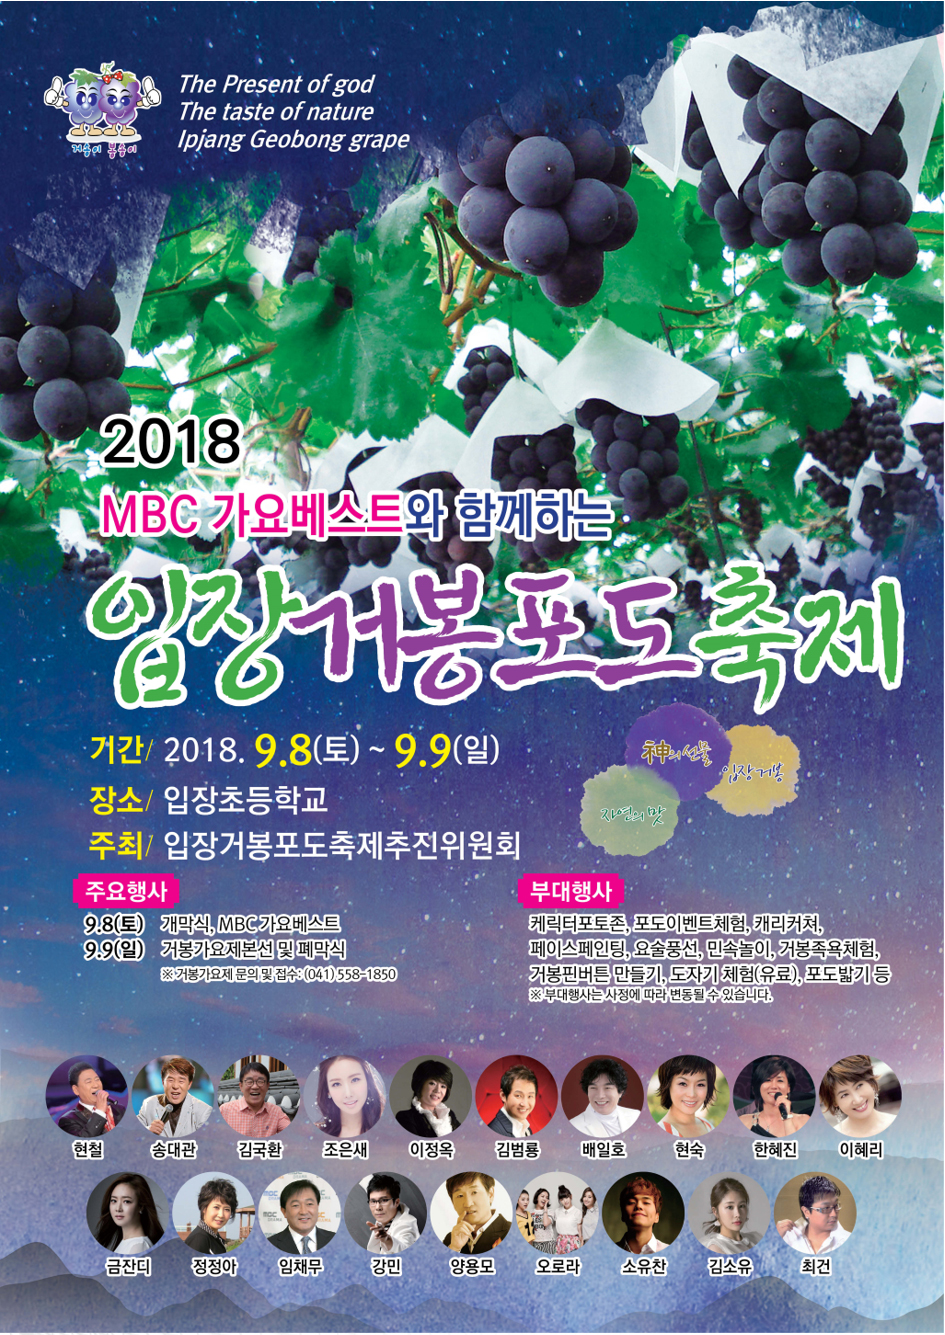 The Present of god
The taste of nature
Ipjang Geobong grape
거송이 봉송이
2018
MBC 가요베스트와 함께하는
입장거봉포도축제
기간/ 2018. 9.8(토) ~ 9.9(일)
장소/ 입장초등학교
주최/ 입장거봉포도축제추진위원회
神의 선물
입장거봉
자연의 맛
주요행사
9.8(토) 개막식, MBC 가요베스트
9.9(일) 거봉가요제본선 및 폐막식
※ 거봉가요제 문의 및 접수: (041) 558-1850
부대행사
케릭터포토존, 포도이벤트체험, 캐리커쳐,
페이스페인팅, 요술풍선, 민속놀이, 거봉족욕체험,
거봉핀버튼 만들기, 도자기 체험(유료), 포도밟기 등
※ 부대행사는 사정에 따라 변동될 수 있습니다.
현철 송대관 김국환 조은새 이정옥 김범룡 배일호 현숙 한혜진 이혜리
금잔디 정정아 임채무 강민 양용모 오로라 소유찬 김소유 최건